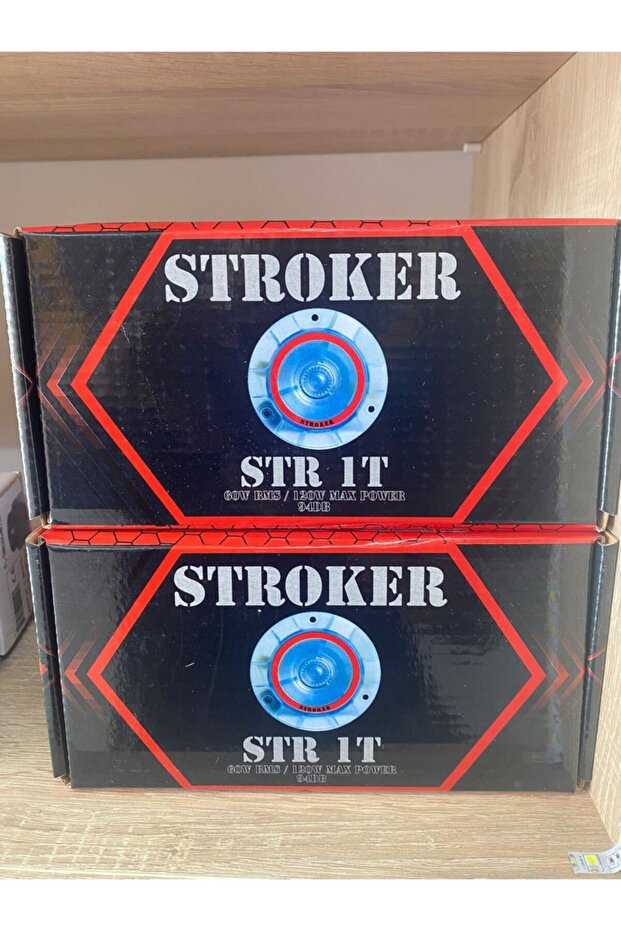 STROKER
STROKER
STR 1T
60W RMS / 120W MAX POWER
94DB
STROKER
STROKER
STR 1T
60W RMS / 120W MAX POWER
94DB